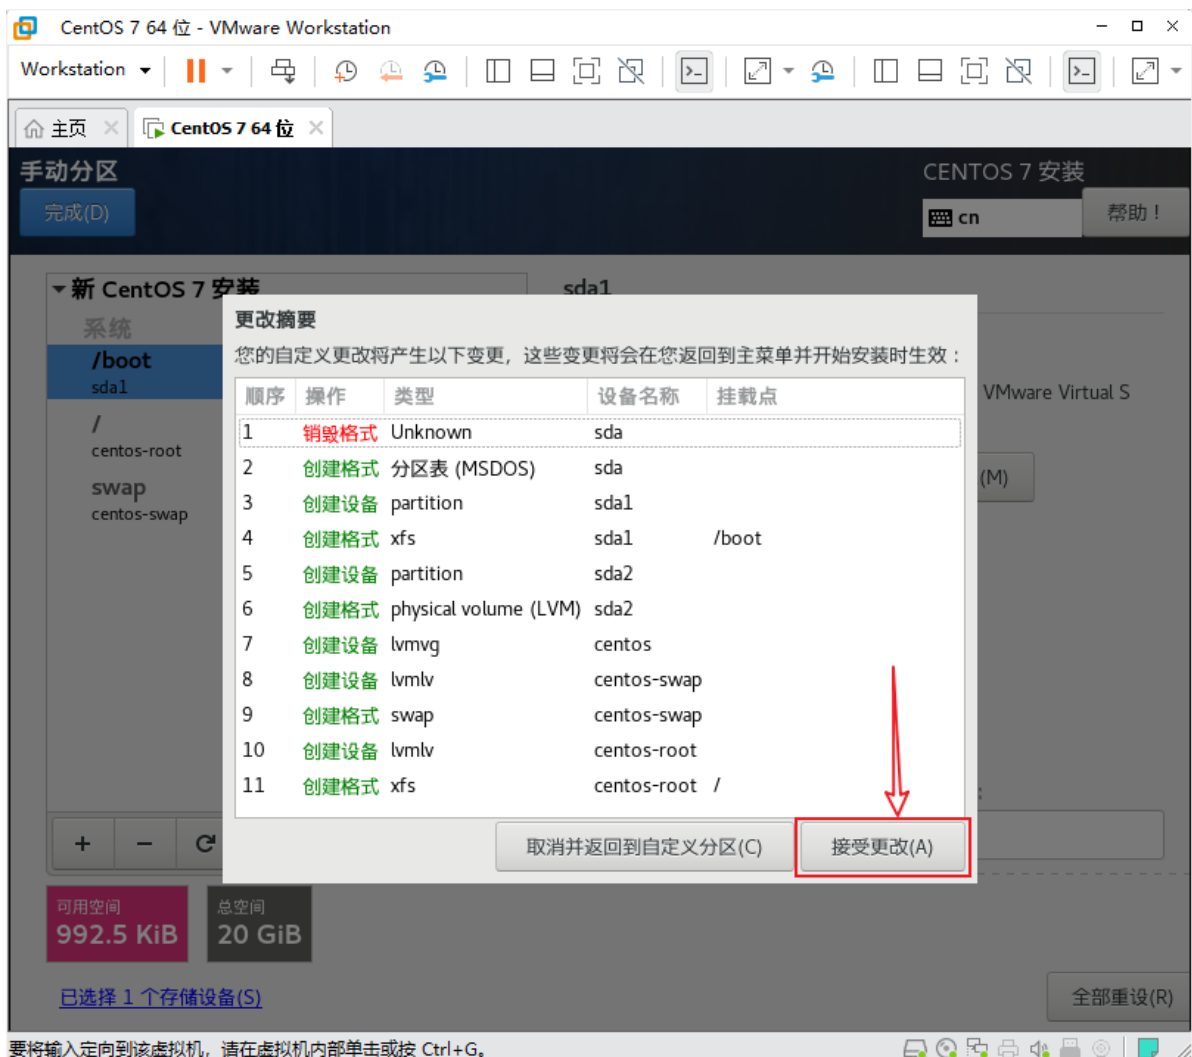 CentOS 7 64 位 - VMware Workstation
Workstation
主页
CentOS 7 64 位
手动分区
CENTOS 7 安装
完成(D)
cn
帮助！
新 CentOS 7 安装
sda1
系统
/boot
sda1
/
centos-root
swap
centos-swap
VMware Virtual S
(M)
更改摘要
您的自定义更改将产生以下变更，这些变更将会在您返回到主菜单并开始安装时生效：
顺序 操作 类型 设备名称 挂载点
1 销毁格式 Unknown sda
2 创建格式 分区表 (MSDOS) sda
3 创建设备 partition sda1
4 创建格式 xfs sda1 /boot
5 创建设备 partition sda2
6 创建格式 physical volume (LVM) sda2
7 创建设备 lvmvg centos
8 创建设备 lvmlv centos-swap
9 创建格式 swap centos-swap
10 创建设备 lvmlv centos-root
11 创建格式 xfs centos-root /
取消并返回到自定义分区(C) 接受更改(A)
可用空间
992.5 KiB
总空间
20 GiB
已选择 1 个存储设备(S)
全部重设(R)
要将输入定向到该虚拟机，请在虚拟机内部单击或按 Ctrl+G。